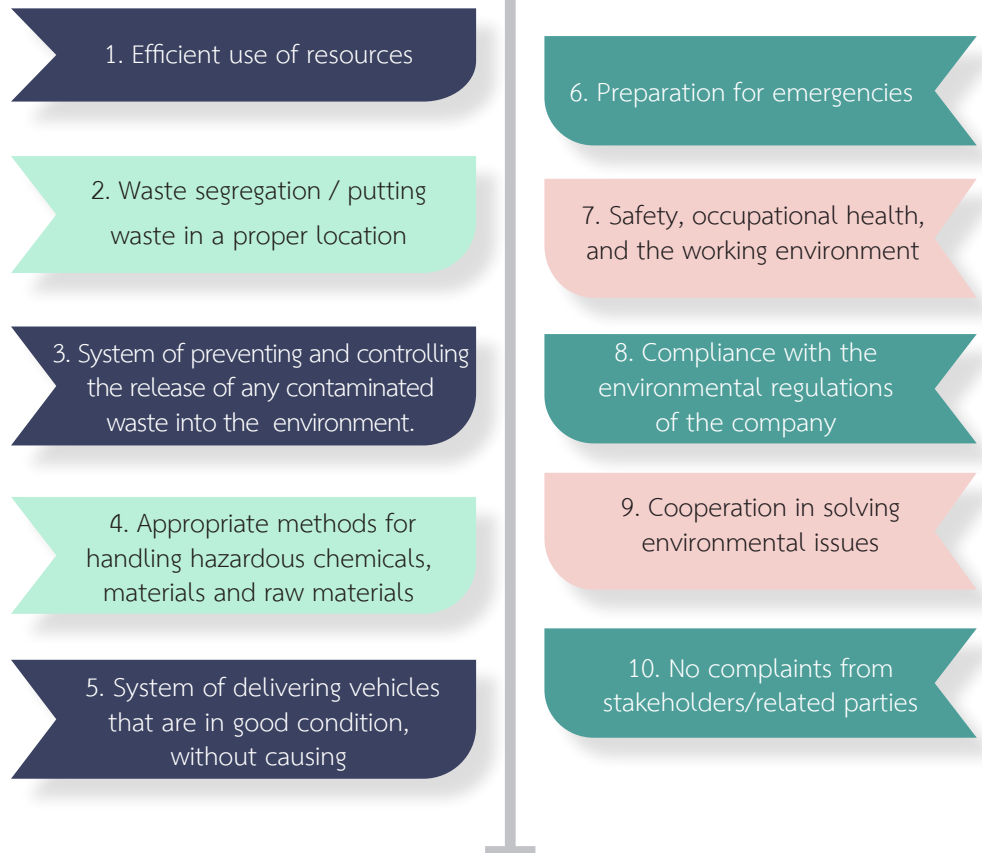 1. Efficient use of resources
2. Waste segregation / putting
waste in a proper location
3. System of preventing and controlling
the release of any contaminated
waste into the environment.
4. Appropriate methods for
handling hazardous chemicals,
materials and raw materials
5. System of delivering vehicles
that are in good condition,
without causing
6. Preparation for emergencies
7. Safety, occupational health,
and the working environment
8. Compliance with the
environmental regulations
of the company
9. Cooperation in solving
environmental issues
10. No complaints from
stakeholders/related parties